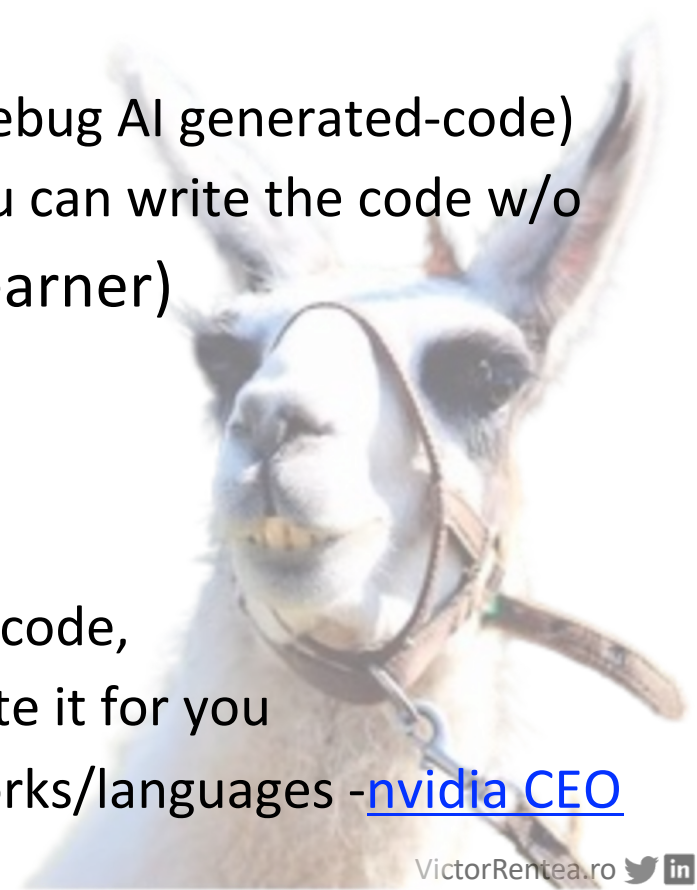 ebug AI generated-code)
u can write the code w/o
arner)
code,
te it for you
rks/languages -nvidia CEO
VictorRentea.ro
in